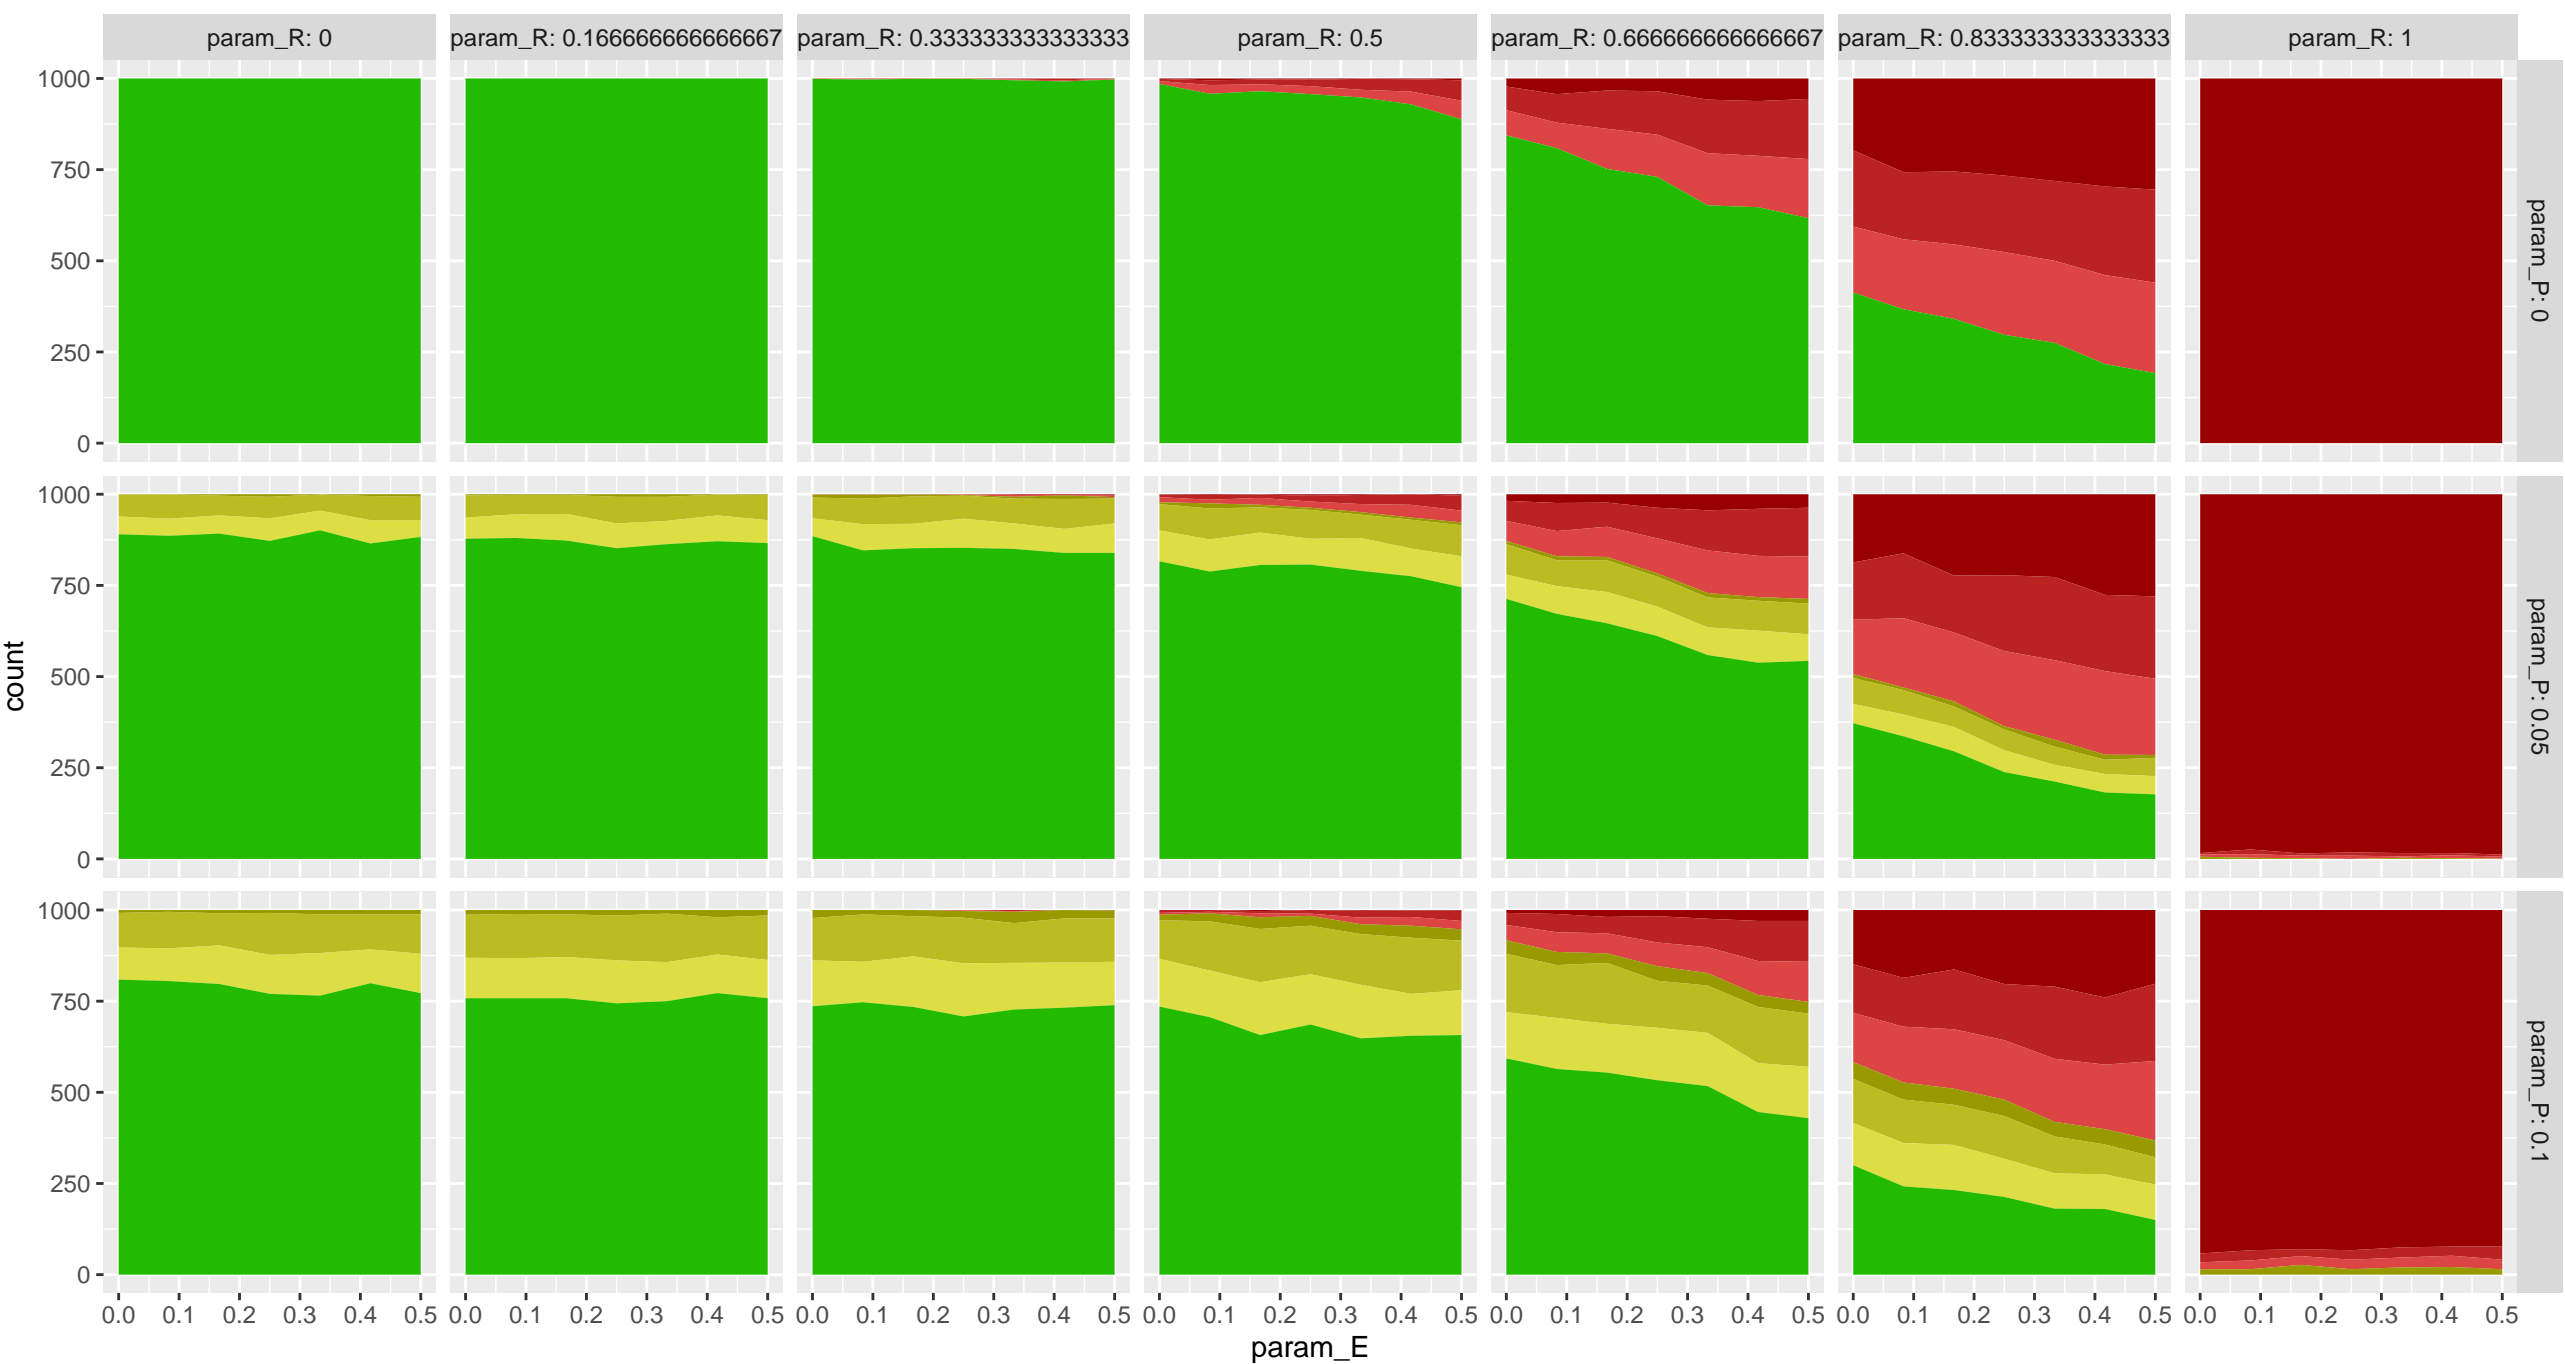 param_R: 0
param_R: 0.166666666666667
param_R: 0.333333333333333
param_R: 0.5
param_R: 0.666666666666667
param_R: 0.833333333333333
param_R: 1
1000
750
500
250
0
param_P: 0
1000
750
500
250
0
param_P: 0.05
1000
750
500
250
0
param_P: 0.1
count
0.0 0.1 0.2 0.3 0.4 0.5
0.0 0.1 0.2 0.3 0.4 0.5
0.0 0.1 0.2 0.3 0.4 0.5
0.0 0.1 0.2 0.3 0.4 0.5
0.0 0.1 0.2 0.3 0.4 0.5
0.0 0.1 0.2 0.3 0.4 0.5
0.0 0.1 0.2 0.3 0.4 0.5
param_E